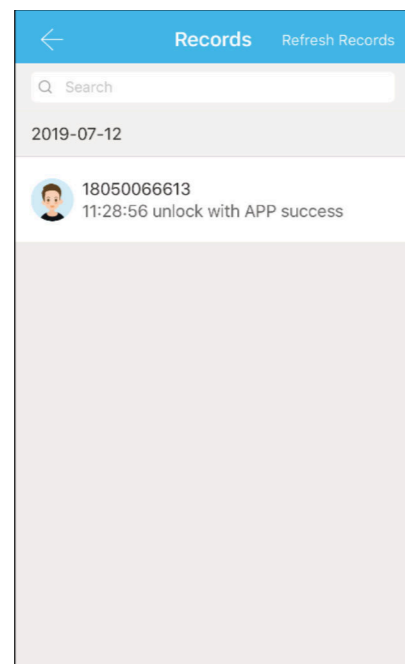 Records Refresh Records
Search
2019-07-12
18050066613
11:28:56 unlock with APP success